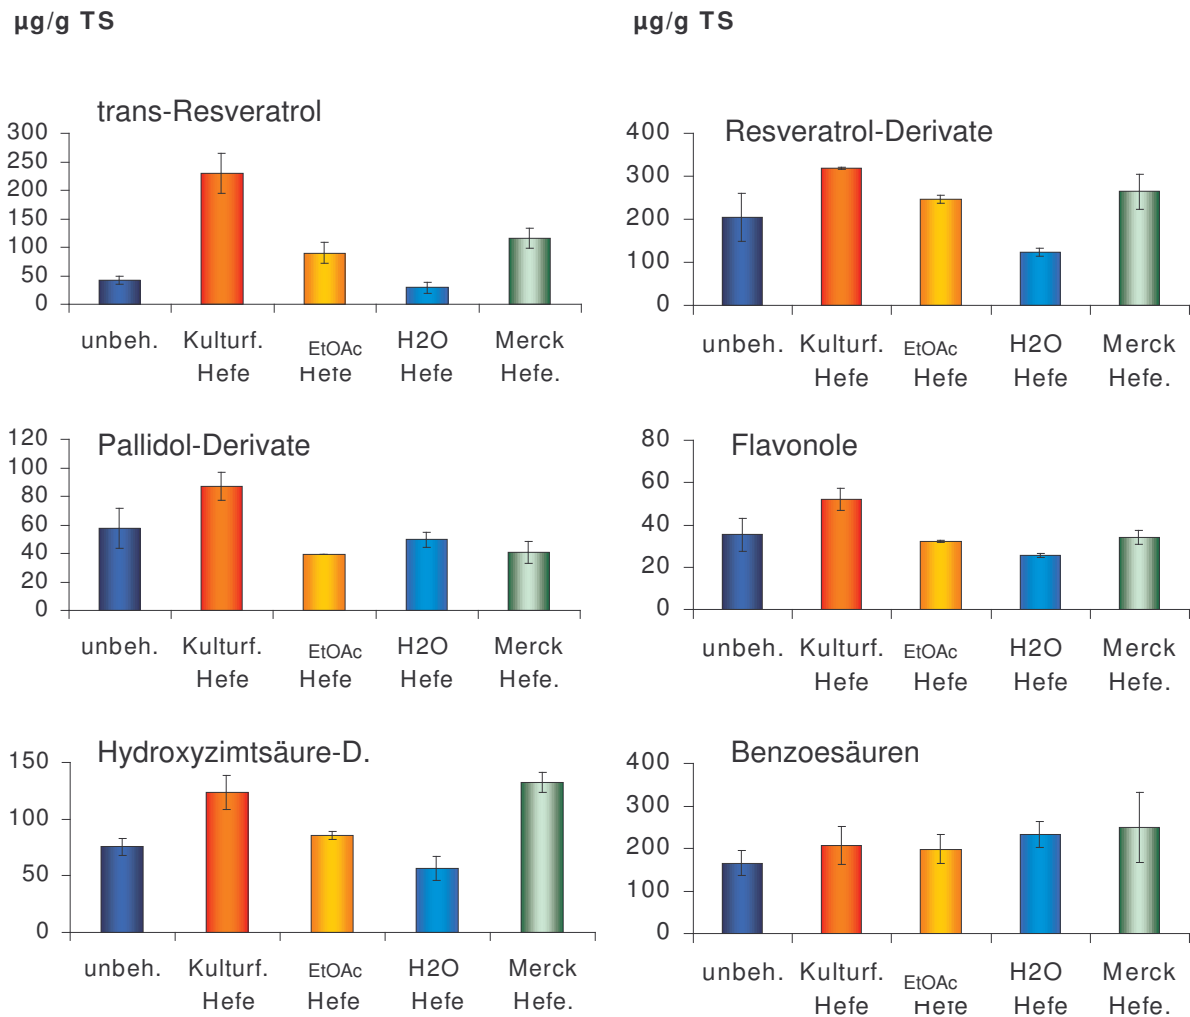 µg/g TS
µg/g TS
trans-Resveratrol
300
250
200
150
100
50
0
unbeh. Kulturf. EtOAc H2O Merck
Hefe Hefe Hefe Hefe.
Resveratrol-Derivate
400
300
200
100
0
unbeh. Kulturf. EtOAc H2O Merck
Hefe Hefe Hefe Hefe.
Pallidol-Derivate
120
100
80
60
40
20
0
unbeh. Kulturf. EtOAc H2O Merck
Hefe Hefe Hefe Hefe.
Flavonole
80
60
40
20
0
unbeh. Kulturf. EtOAc H2O Merck
Hefe Hefe Hefe Hefe.
Hydroxyzimtsäure-D.
150
100
50
0
unbeh. Kulturf. EtOAc H2O Merck
Hefe Hefe Hefe Hefe.
Benzoesäuren
400
300
200
100
0
unbeh. Kulturf. EtOAc H2O Merck
Hefe Hefe Hefe Hefe.